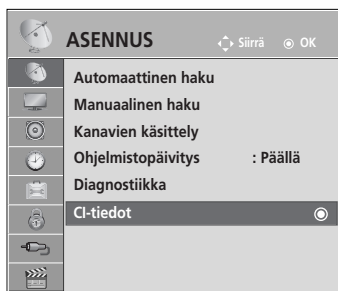 ASENNUS Siirrä OK
Automaattinen haku
Manuaalinen haku
Kanavien käsittely
Ohjelmistopäivitys : Päällä
Diagnostiikka
CI-tiedot